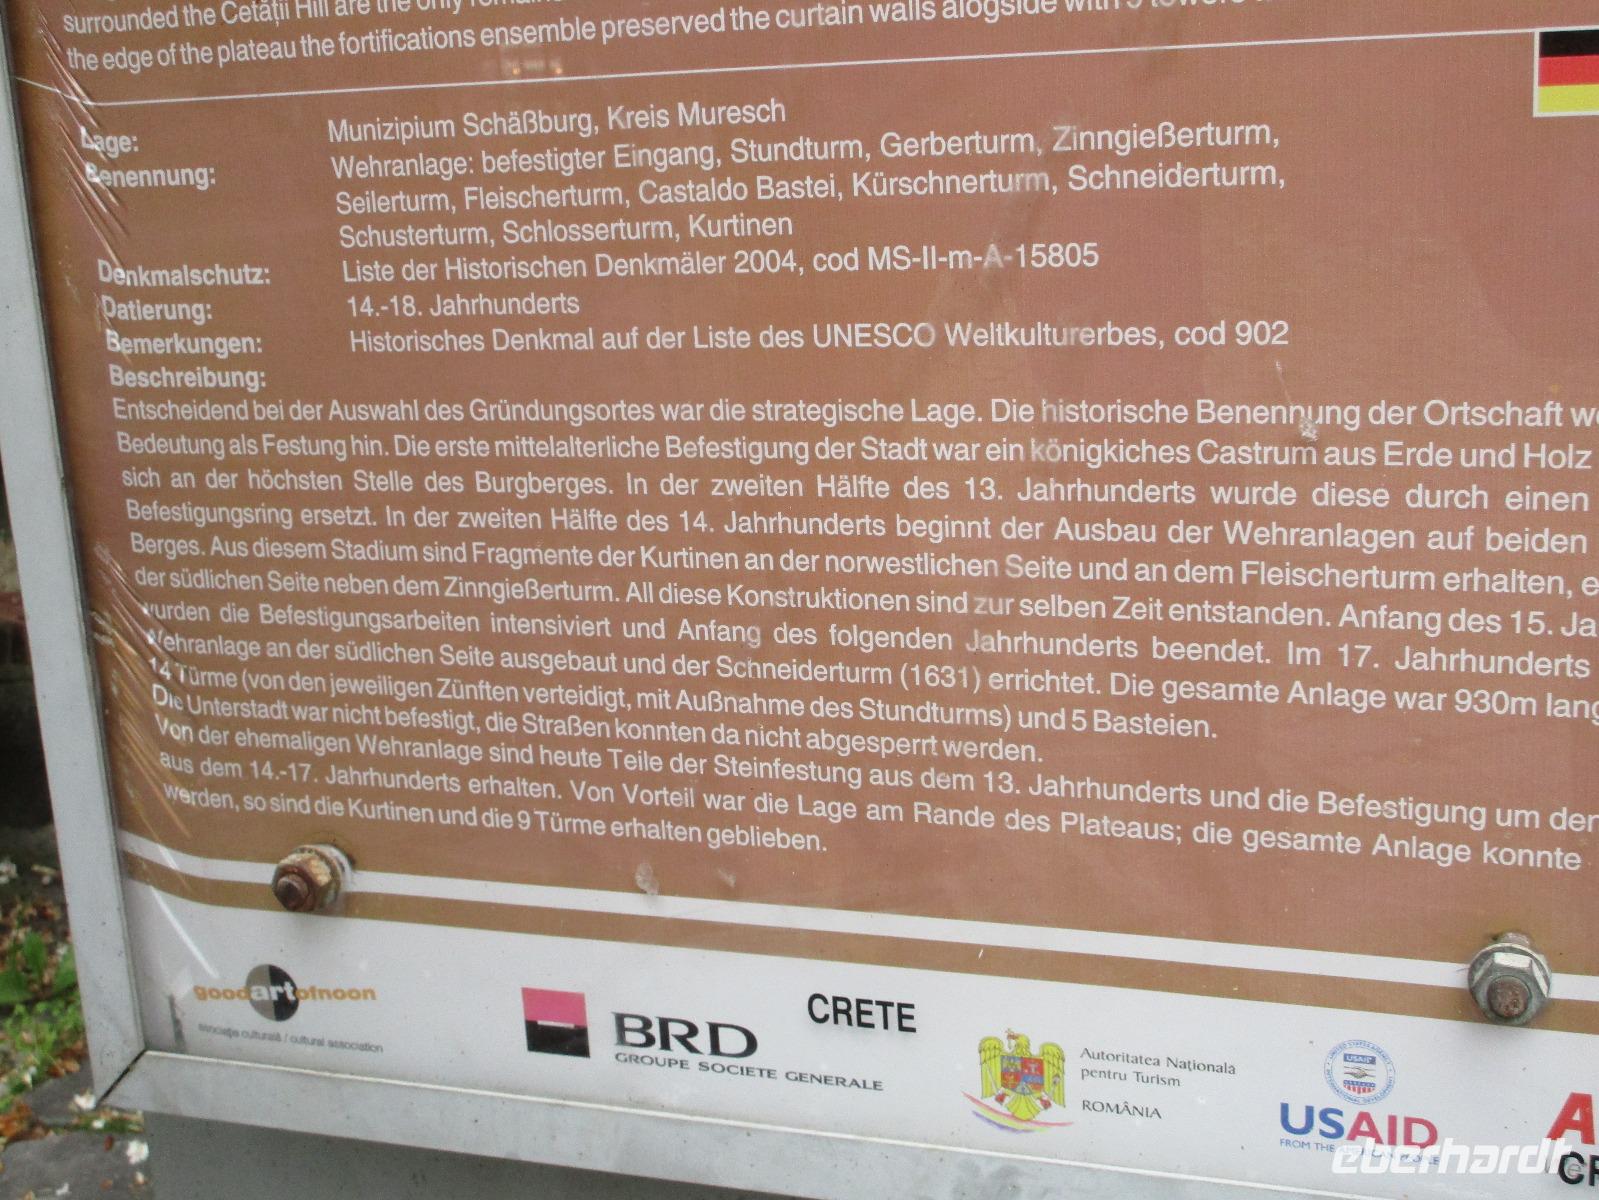 surrounded the Cetății Hill are the only
the edge of the plateau the fortifications ensemble preserved the curtain walls alogside with 5 towers
Lage: Munizipium Schäßburg, Kreis Muresch
Benennung: Wehranlage: befestigter Eingang, Stundturm, Gerberturm, Zinngießerturm,
Seilerturm, Fleischerturm, Castaldo Bastei, Kürschnerturm, Schneiderturm,
Schusterturm, Schlosserturm, Kurtinen
Denkmalschutz: Liste der Historischen Denkmäler 2004, cod MS-II-m-A-15805
Datierung: 14.-18. Jahrhunderts
Bemerkungen: Historisches Denkmal auf der Liste des UNESCO Weltkulturerbes, cod 902
Beschreibung:
Entscheidend bei der Auswahl des Gründungsortes war die strategische Lage. Die historische Benennung der Ortschaft
Bedeutung als Festung hin. Die erste mittelalterliche Befestigung der Stadt war ein königkiches Castrum aus Erde und Holz
sich an der höchsten Stelle des Burgberges. In der zweiten Hälfte des 13. Jahrhunderts wurde diese durch einen
Befestigungsring ersetzt. In der zweiten Hälfte des 14. Jahrhunderts beginnt der Ausbau der Wehranlagen auf beiden
Berges. Aus diesem Stadium sind Fragmente der Kurtinen an der norwestlichen Seite und an dem Fleischerturm erhalten,
der südlichen Seite neben dem Zinngießerturm. All diese Konstruktionen sind zur selben Zeit entstanden. Anfang des 15. Ja
wurden die Befestigungsarbeiten intensiviert und Anfang des folgenden Jahrhunderts beendet. Im 17. Jahrhunderts
Wehranlage an der südlichen Seite ausgebaut und der Schneiderturm (1631) errichtet. Die gesamte Anlage war 930m lang
14 Türme (von den jeweiligen Zünften verteidigt, mit Außnahme des Stundturms) und 5 Basteien.
Die Unterstadt war nicht befestigt, die Straßen konnten da nicht abgesperrt werden.
Von der ehemaligen Wehranlage sind heute Teile der Steinfestung aus dem 13. Jahrhunderts und die Befestigung um den
aus dem 14.-17. Jahrhunderts erhalten. Von Vorteil war die Lage am Rande des Plateaus; die gesamte Anlage konnte
werden, so sind die Kurtinen und die 9 Türme erhalten geblieben.
goodartofnoon
asociație culturală / cultural association
BRD
GROUPE SOCIETE GENERALE
CRETE
Autoritatea Națională
pentru Turism
ROMÂNIA
USAID
USAID
FROM THE AMERICAN PEOPLE
A
eberhardt